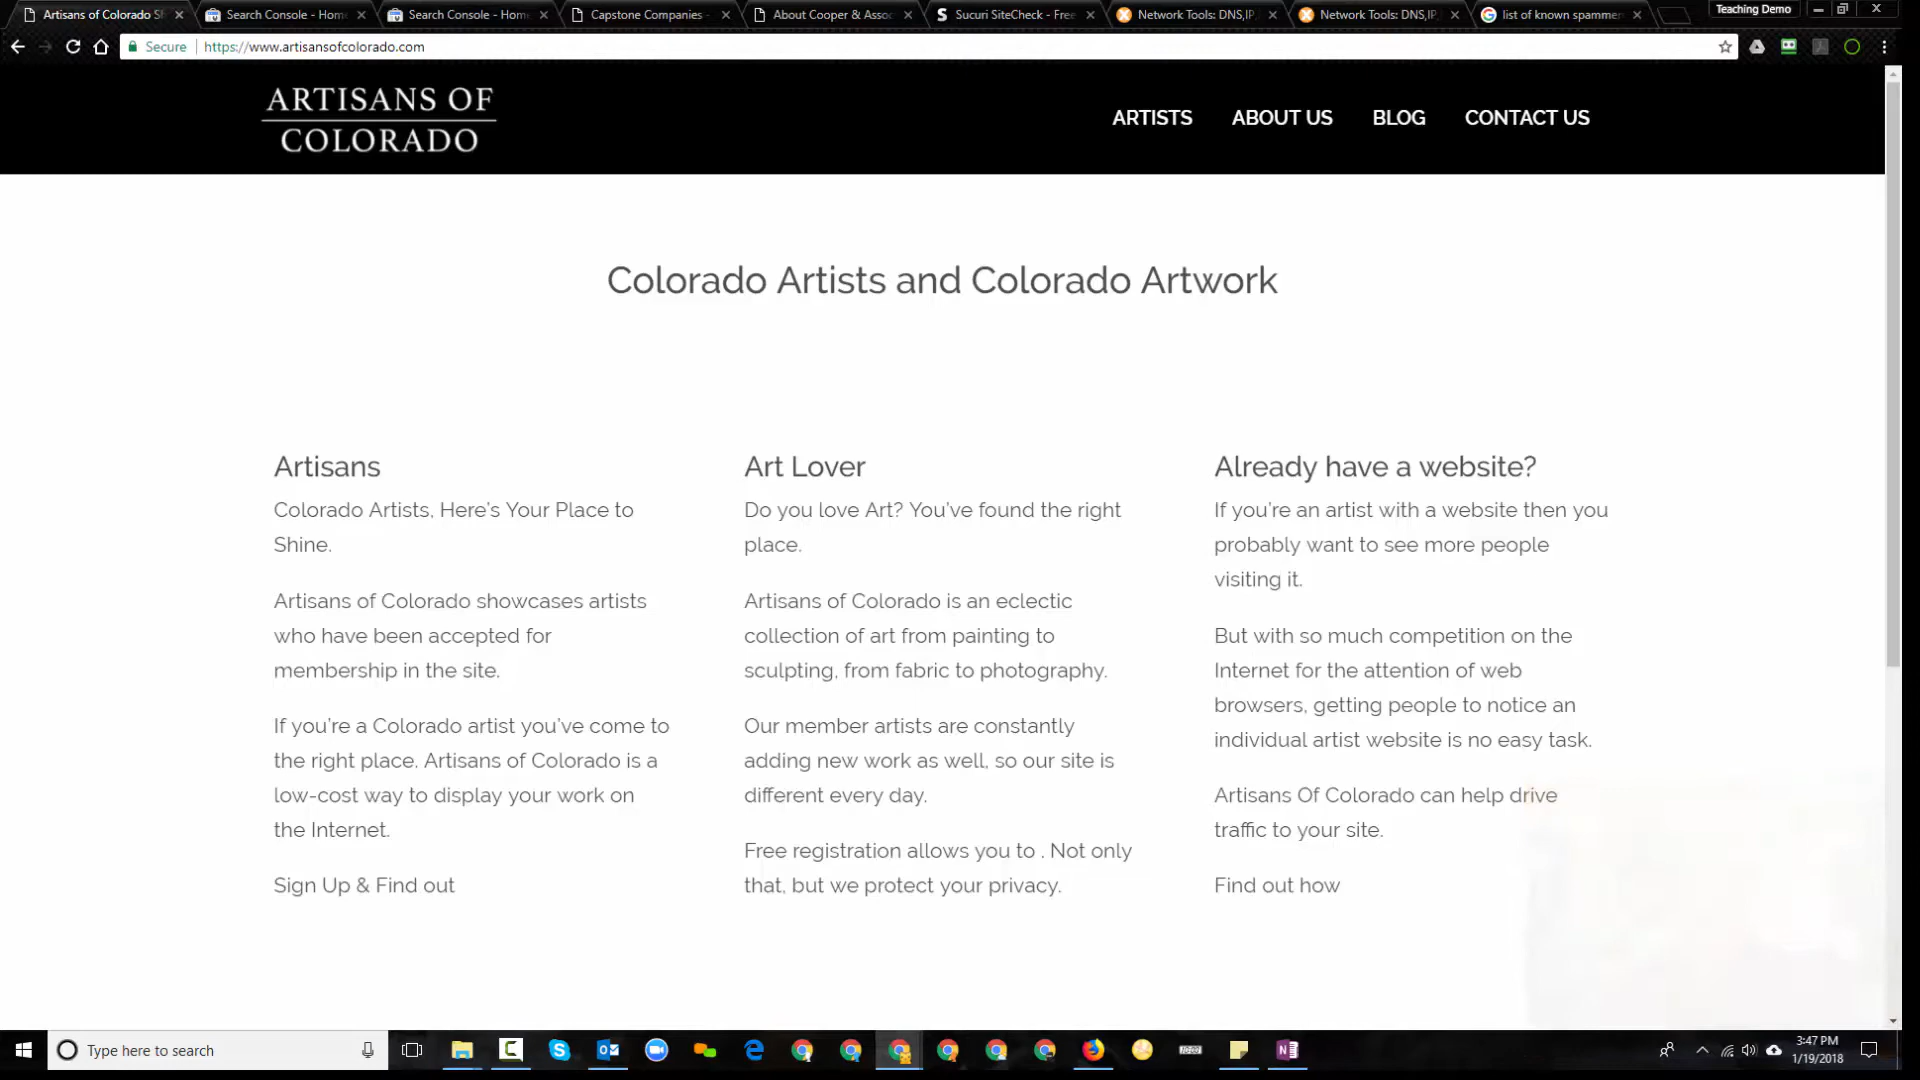 Artisans of Colorado S
Search Console - Hom
Search Console - Hom
Capstone Companies -
About Cooper & Assoc
Sucuri SiteCheck - Free
Network Tools: DNS,IP,
Network Tools: DNS,IP,
list of known spammer
Teaching Demo
Secure
https://www.artisansofcolorado.com
ARTISANS OF
COLORADO
ARTISTS
ABOUT US
BLOG
CONTACT US
Colorado Artists and Colorado Artwork
Artisans
Colorado Artists, Here's Your Place to
Shine.
Artisans of Colorado showcases artists
who have been accepted for
membership in the site.
If you're a Colorado artist you've come to
the right place. Artisans of Colorado is a
low-cost way to display your work on
the Internet.
Sign Up & Find out
Art Lover
Do you love Art? You've found the right
place.
Artisans of Colorado is an eclectic
collection of art from painting to
sculpting, from fabric to photography.
Our member artists are constantly
adding new work as well, so our site is
different every day.
Free registration allows you to . Not only
that, but we protect your privacy.
Already have a website?
If you're an artist with a website then you
probably want to see more people
visiting it.
But with so much competition on the
Internet for the attention of web
browsers, getting people to notice an
individual artist website is no easy task.
Artisans Of Colorado can help drive
traffic to your site.
Find out how
Type here to search
3:47 PM
1/19/2018